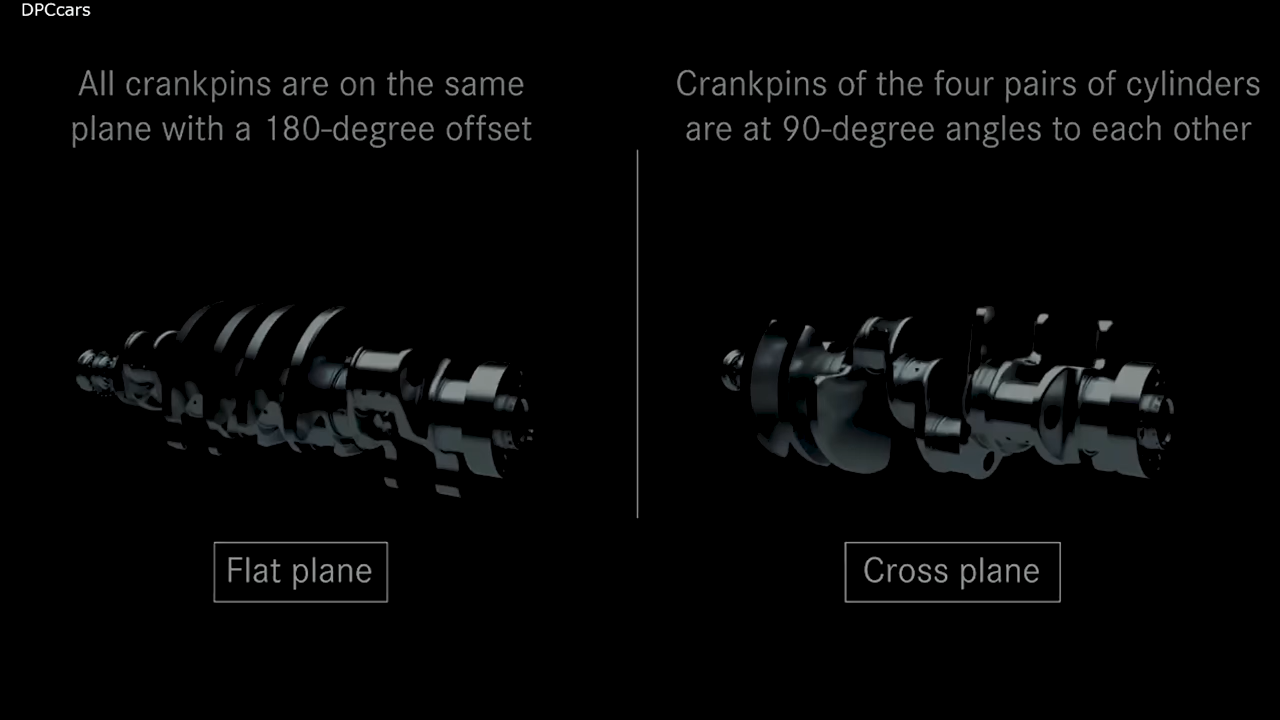 DPCcars
All crankpins are on the same
plane with a 180-degree offset
Crankpins of the four pairs of cylinders
are at 90-degree angles to each other
Flat plane
Cross plane